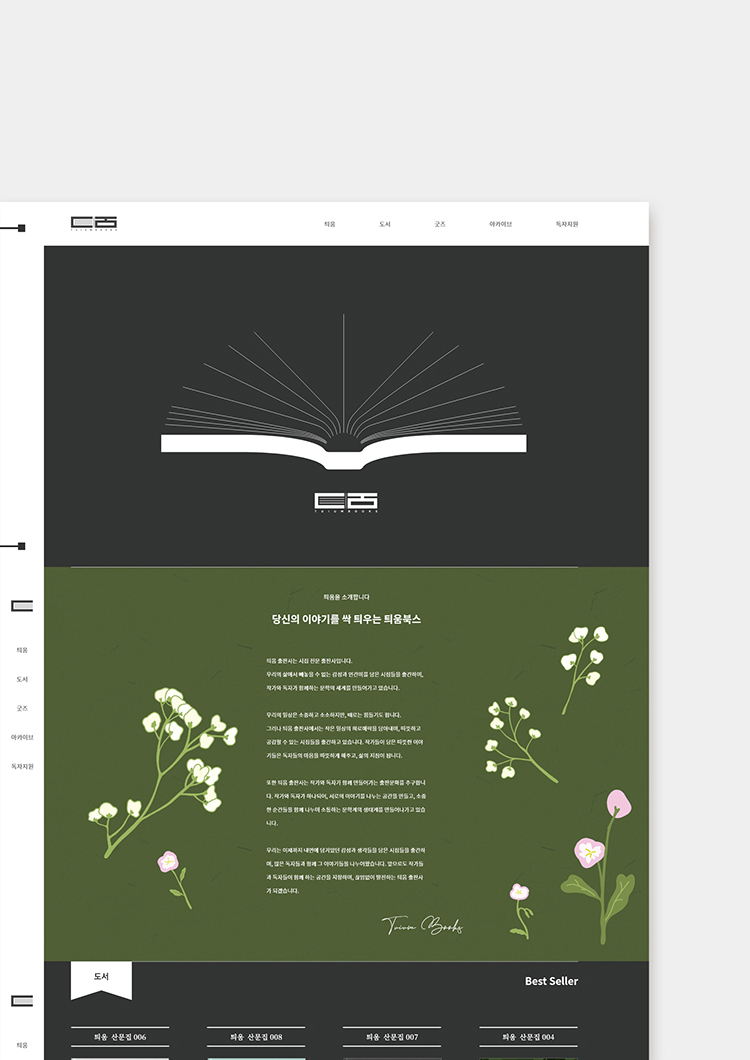 틔움
TUIUMBOOKS
틔움 도서 굿즈 아카이브 독자지원
틔움
TUIUMBOOKS
틔움
도서
굿즈
아카이브
독자지원
틔움을 소개합니다
당신의 이야기를 싹 틔우는 틔움북스
틔움 출판사는 시집 전문 출판사입니다.
우리의 삶에서 빼놓을 수 없는 감성과 인간미를 담은 시집들을 출간하며,
작가와 독자가 함께하는 문학의 세계를 만들어가고 있습니다.
우리의 일상은 소중하고 소소하지만, 때로는 힘들기도 합니다.
그러나 틔움 출판사에서는 작은 일상의 희로애락을 담아내며, 따뜻하고
공감할 수 있는 시집들을 출간하고 있습니다. 작가들이 담은 따뜻한 이야
기들은 독자들의 마음을 따뜻하게 해주고, 삶의 지침이 됩니다.
또한 틔움 출판사는 작가와 독자가 함께 만들어가는 출판문화를 추구합니
다. 작가와 독자가 하나되어, 서로의 이야기를 나누는 공간을 만들고, 소중
한 순간들을 함께 나누며 소통하는 문학계의 생태계를 만들어나가고 있습
니다.
우리는 이제까지 내면에 담겨있던 감성과 생각들을 담은 시집들을 출간하
며, 많은 독자들과 함께 그 이야기들을 나누어왔습니다. 앞으로도 작가들
과 독자들이 함께 하는 공간을 지향하며, 끊임없이 발전하는 틔움 출판사
가 되겠습니다.
Tuium Books
도서
Best Seller
틔움 산문집 006 틔움 산문집 008 틔움 산문집 007 틔움 산문집 004
틔움